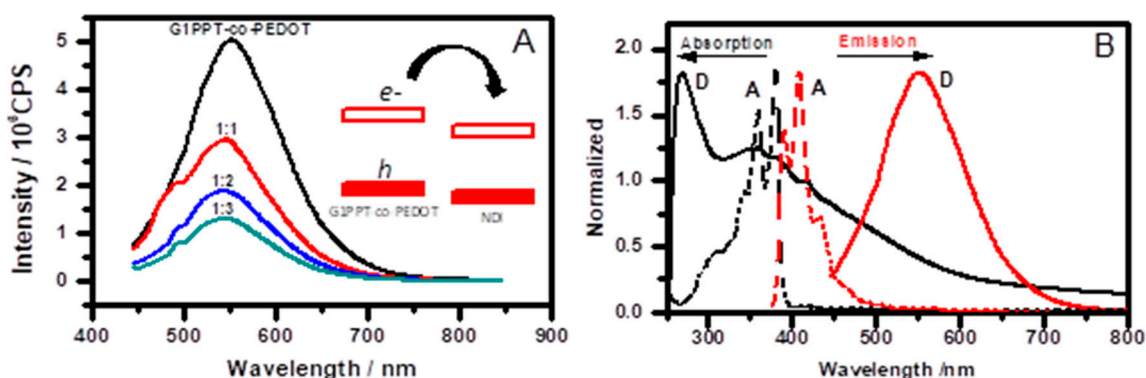 G1PPT-co-PEDOT
A
Intensity / 10⁶CPS
5
4
3
2
1
0
1:1
1:2
1:3
e-
h
G1PPT-co-PEDOT
NDI
400 500 600 700 800 900
Wavelength / nm
B
Absorption
Emission
D
A
A
D
Normalized
2.0
1.5
1.0
0.5
0.0
300 400 500 600 700 800
Wavelength /nm